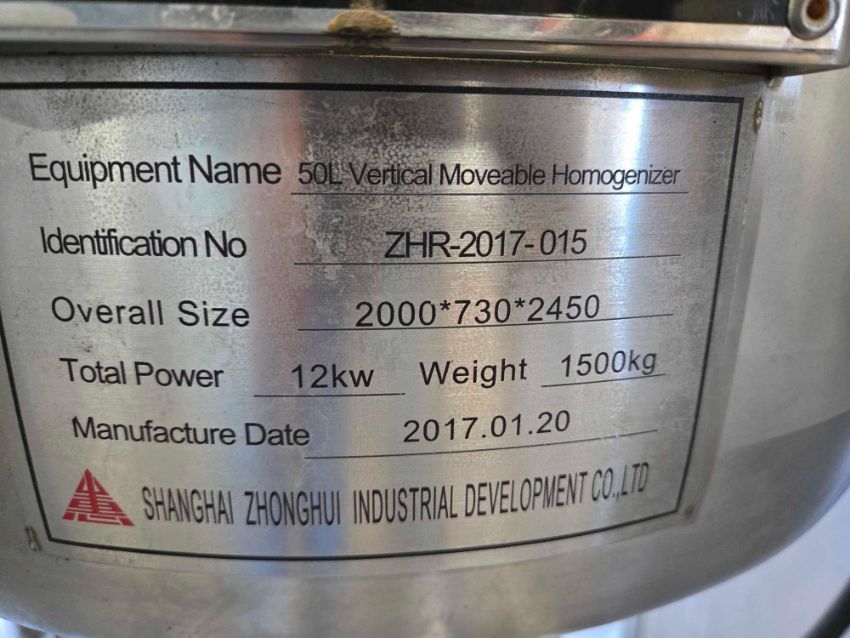 Equipment Name 50L Vertical Moveable Homogenizer
Identification No ZHR-2017-015
Overall Size 2000*730*2450
Total Power 12kw Weight 1500kg
Manufacture Date 2017.01.20
SHANGHAI ZHONGHUI INDUSTRIAL DEVELOPMENT CO.,LTD